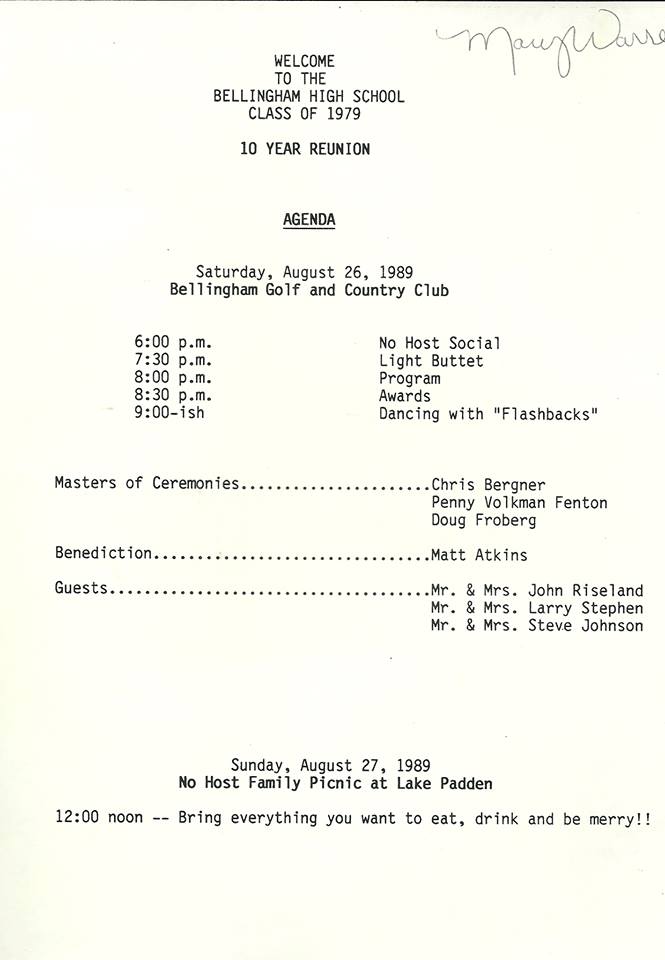 Mary Warre
WELCOME
TO THE
BELLINGHAM HIGH SCHOOL
CLASS OF 1979
10 YEAR REUNION
AGENDA
Saturday, August 26, 1989
Bellingham Golf and Country Club
6:00 p.m. No Host Social
7:30 p.m. Light Buttet
8:00 p.m. Program
8:30 p.m. Awards
9:00-ish Dancing with "Flashbacks"
Masters of Ceremonies......................Chris Bergner
Penny Volkman Fenton
Doug Froberg
Benediction................................Matt Atkins
Guests.....................................Mr. & Mrs. John Riseland
Mr. & Mrs. Larry Stephen
Mr. & Mrs. Steve Johnson
Sunday, August 27, 1989
No Host Family Picnic at Lake Padden
12:00 noon -- Bring everything you want to eat, drink and be merry!!